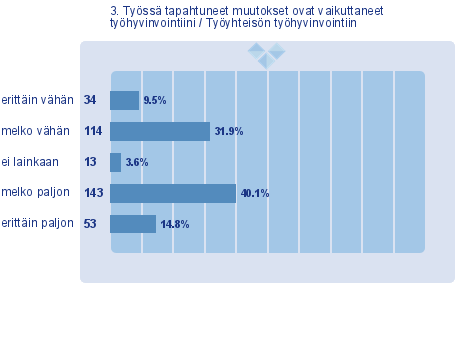 3. Työssä tapahtuneet muutokset ovat vaikuttaneet
työhyvinvointiini / Työyhteisön työhyvinvointiin
erittäin vähän 34 9.5%
melko vähän 114 31.9%
ei lainkaan 13 3.6%
melko paljon 143 40.1%
erittäin paljon 53 14.8%